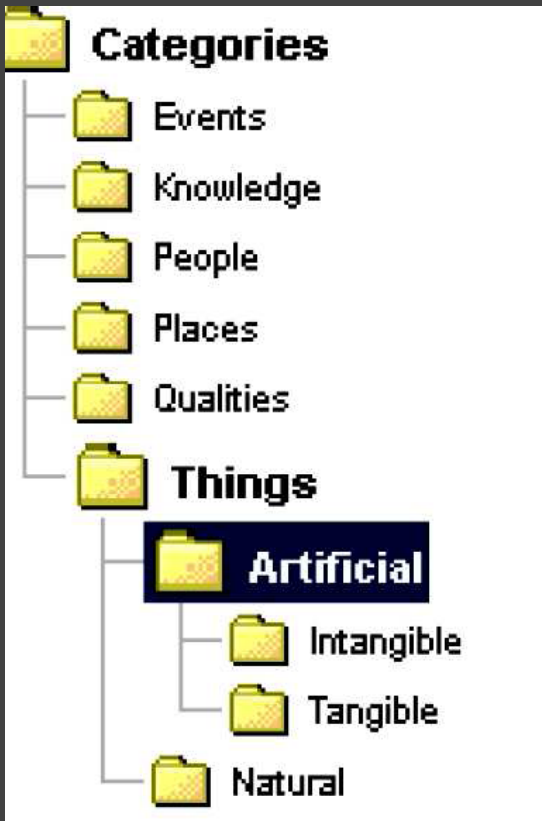 Categories
Events
Knowledge
People
Places
Qualities
Things
Artificial
Intangible
Tangible
Natural